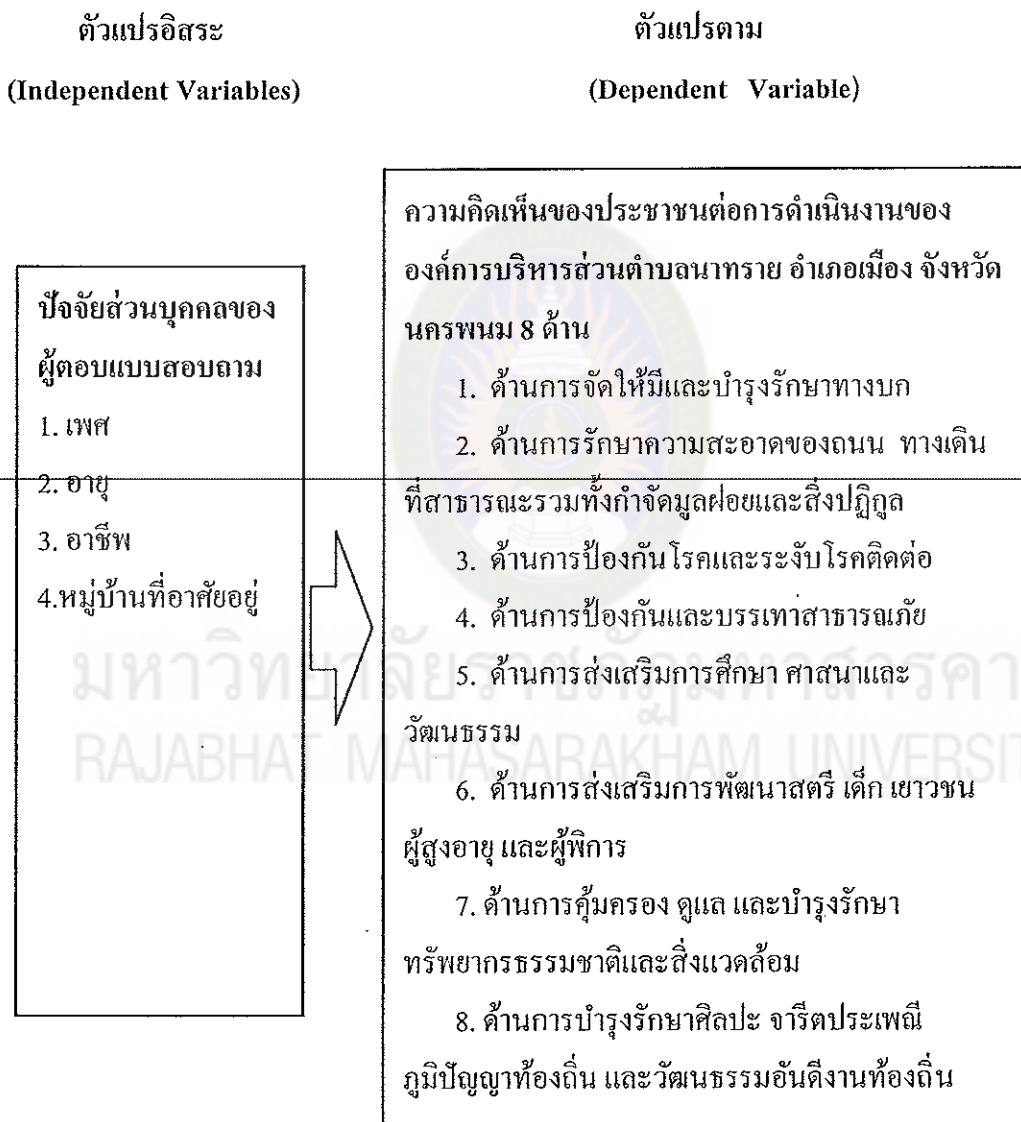 ตัวแปรอิสระ
(Independent Variables)
ตัวแปรตาม
(Dependent Variable)
ปัจจัยส่วนบุคคลของ
ผู้ตอบแบบสอบถาม
1. เพศ
2. อายุ
3. อาชีพ
4.หมู่บ้านที่อาศัยอยู่
ความคิดเห็นของประชาชนต่อการดำเนินงานของ
องค์การบริหารส่วนตำบลนาทราย อำเภอเมือง จังหวัด
นครพนม 8 ด้าน
1. ด้านการจัดให้มีและบำรุงรักษาทางบก
2. ด้านการรักษาความสะอาดของถนน ทางเดิน
ที่สาธารณะรวมทั้งกำจัดมูลฝอยและสิ่งปฏิกูล
3. ด้านการป้องกันโรคและระงับโรคติดต่อ
4. ด้านการป้องกันและบรรเทาสาธารณภัย
5. ด้านการส่งเสริมการศึกษา ศาสนาและ
วัฒนธรรม
6. ด้านการส่งเสริมการพัฒนาสตรี เด็ก เยาวชน
ผู้สูงอายุ และผู้พิการ
7. ด้านการคุ้มครอง ดูแล และบำรุงรักษา
ทรัพยากรธรรมชาติและสิ่งแวดล้อม
8. ด้านการบำรุงรักษาศิลปะ จารีตประเพณี
ภูมิปัญญาท้องถิ่น และวัฒนธรรมอันดีงานท้องถิ่น
มหาวิทยาลัยราชภัฏมหาสารคา
RAJABHAT MAHASARAKHAM UNIVERSIT